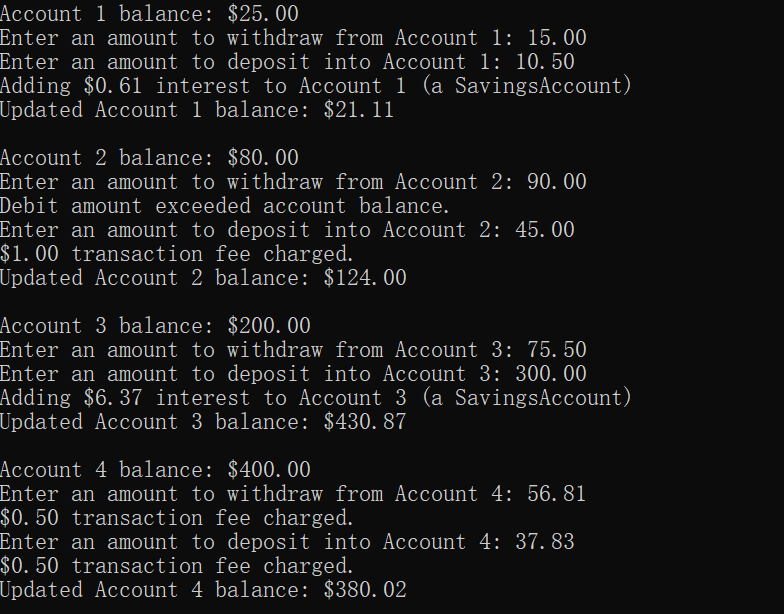 Account 1 balance: $25.00
Enter an amount to withdraw from Account 1: 15.00
Enter an amount to deposit into Account 1: 10.50
Adding $0.61 interest to Account 1 (a SavingsAccount)
Updated Account 1 balance: $21.11
Account 2 balance: $80.00
Enter an amount to withdraw from Account 2: 90.00
Debit amount exceeded account balance.
Enter an amount to deposit into Account 2: 45.00
$1.00 transaction fee charged.
Updated Account 2 balance: $124.00
Account 3 balance: $200.00
Enter an amount to withdraw from Account 3: 75.50
Enter an amount to deposit into Account 3: 300.00
Adding $6.37 interest to Account 3 (a SavingsAccount)
Updated Account 3 balance: $430.87
Account 4 balance: $400.00
Enter an amount to withdraw from Account 4: 56.81
$0.50 transaction fee charged.
Enter an amount to deposit into Account 4: 37.83
$0.50 transaction fee charged.
Updated Account 4 balance: $380.02